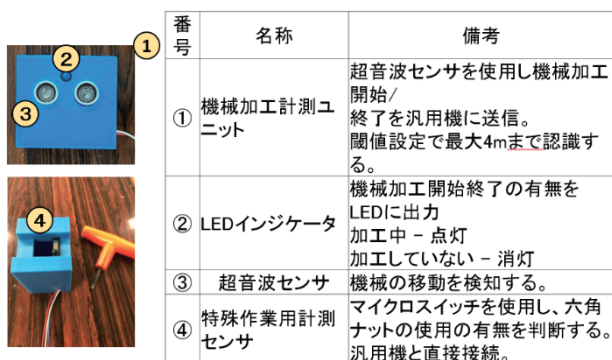 ①
②
③
④
番号 名称 備考
① 機械加工計測ユニット 超音波センサを使用し機械加工
開始/
終了を汎用機に送信。
閾値設定で最大4mまで認識す
る。
② LEDインジケータ 機械加工開始終了の有無を
LEDに出力
加工中 – 点灯
加工していない – 消灯
③ 超音波センサ 機械の移動を検知する。
④ 特殊作業用計測センサ マイクロスイッチを使用し、六角
ナットの使用の有無を判断する。
汎用機と直接接続。